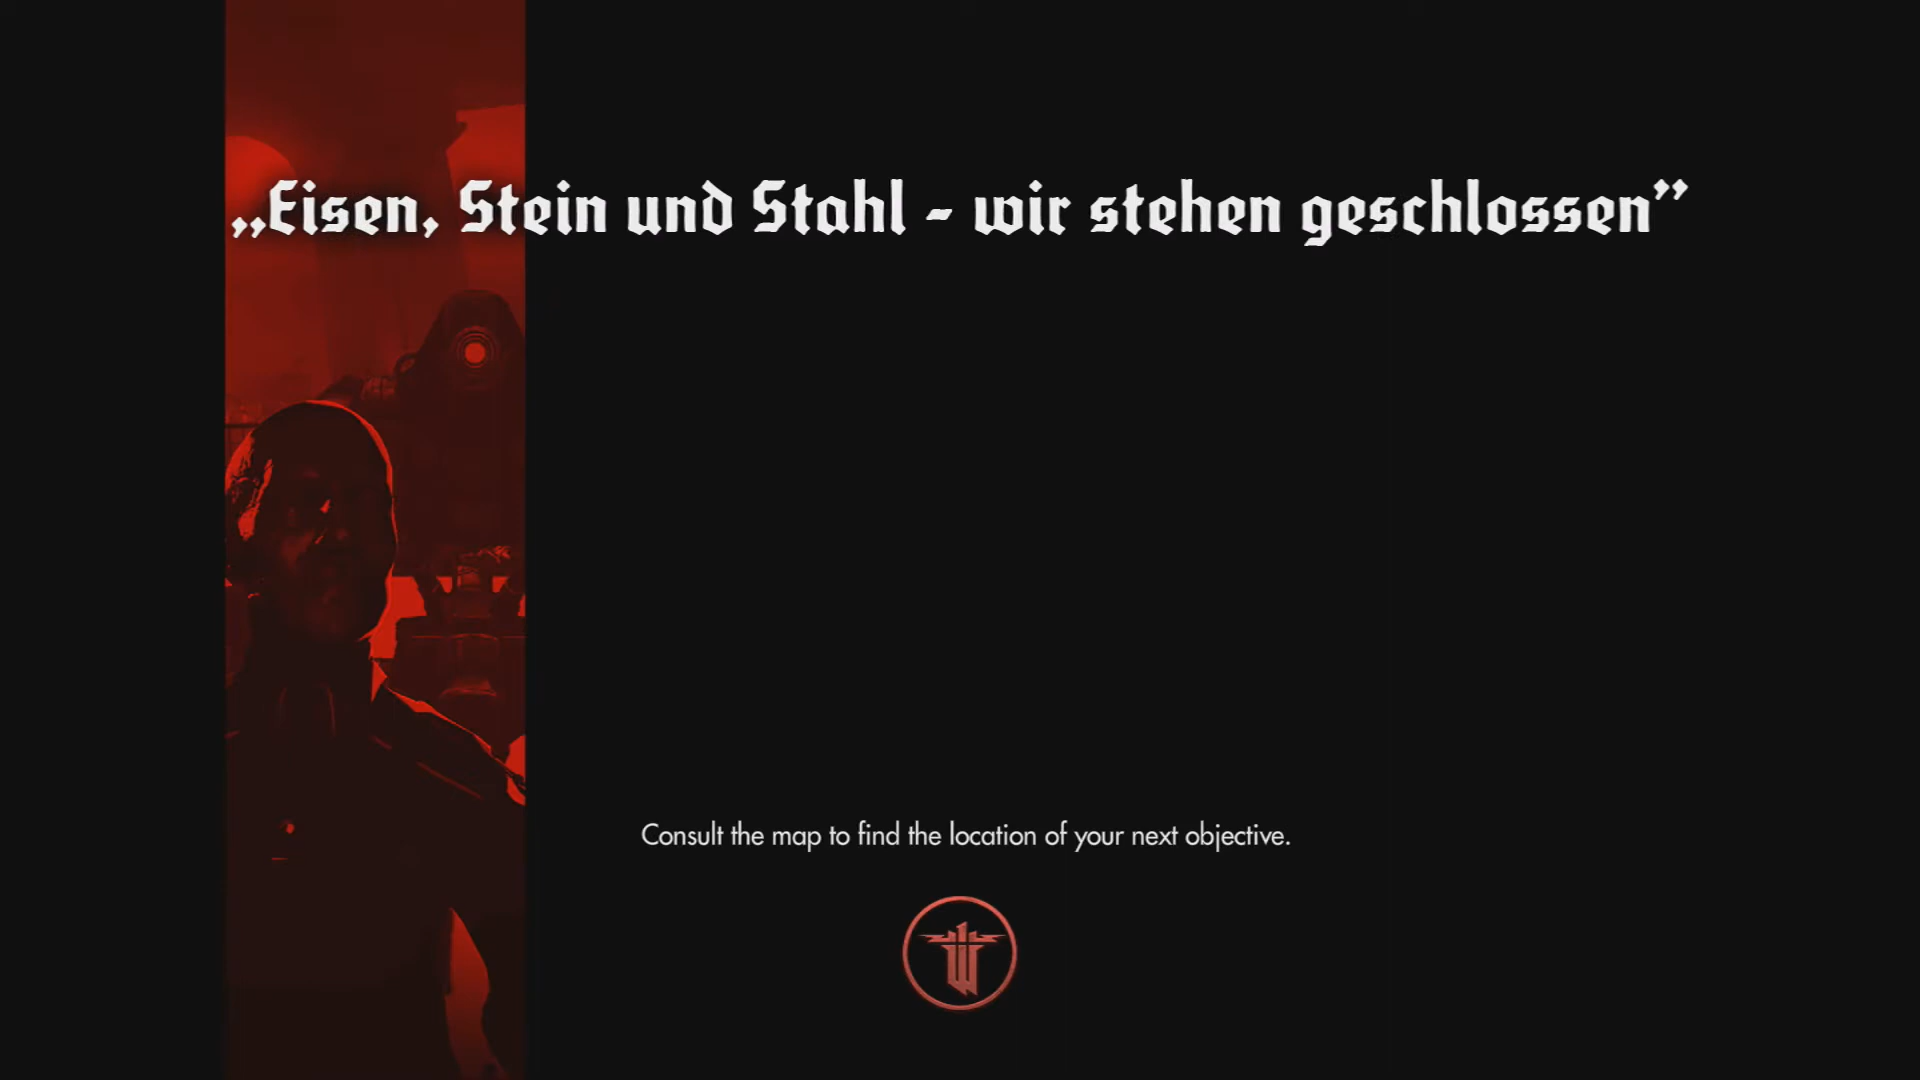 „Eisen, Stein und Stahl - wir stehen geschlossen”
Consult the map to find the location of your next objective.